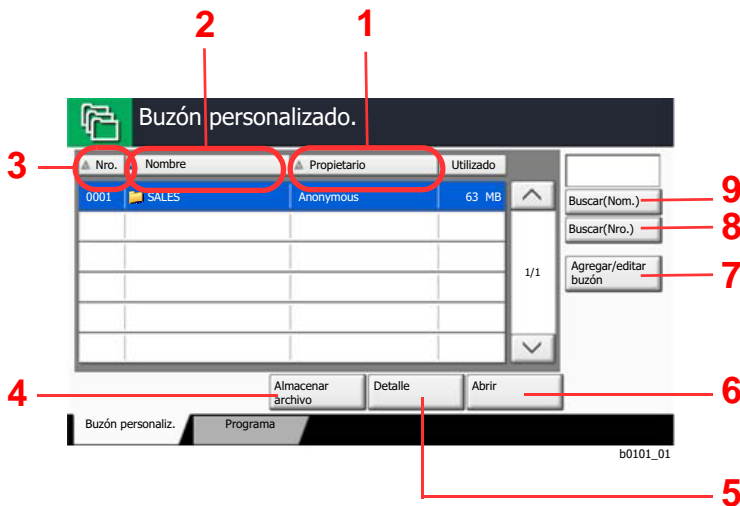 2
1
Buzón personalizado.
3
Nro.
Nombre
Propietario
Utilizado
0001
SALES
Anonymous
63 MB
Buscar(Nom.)
9
Buscar(Nro.)
8
1/1
Agregar/editar
buzón
7
4
Almacenar
archivo
Detalle
Abrir
6
Buzón personaliz.
Programa
b0101_01
5